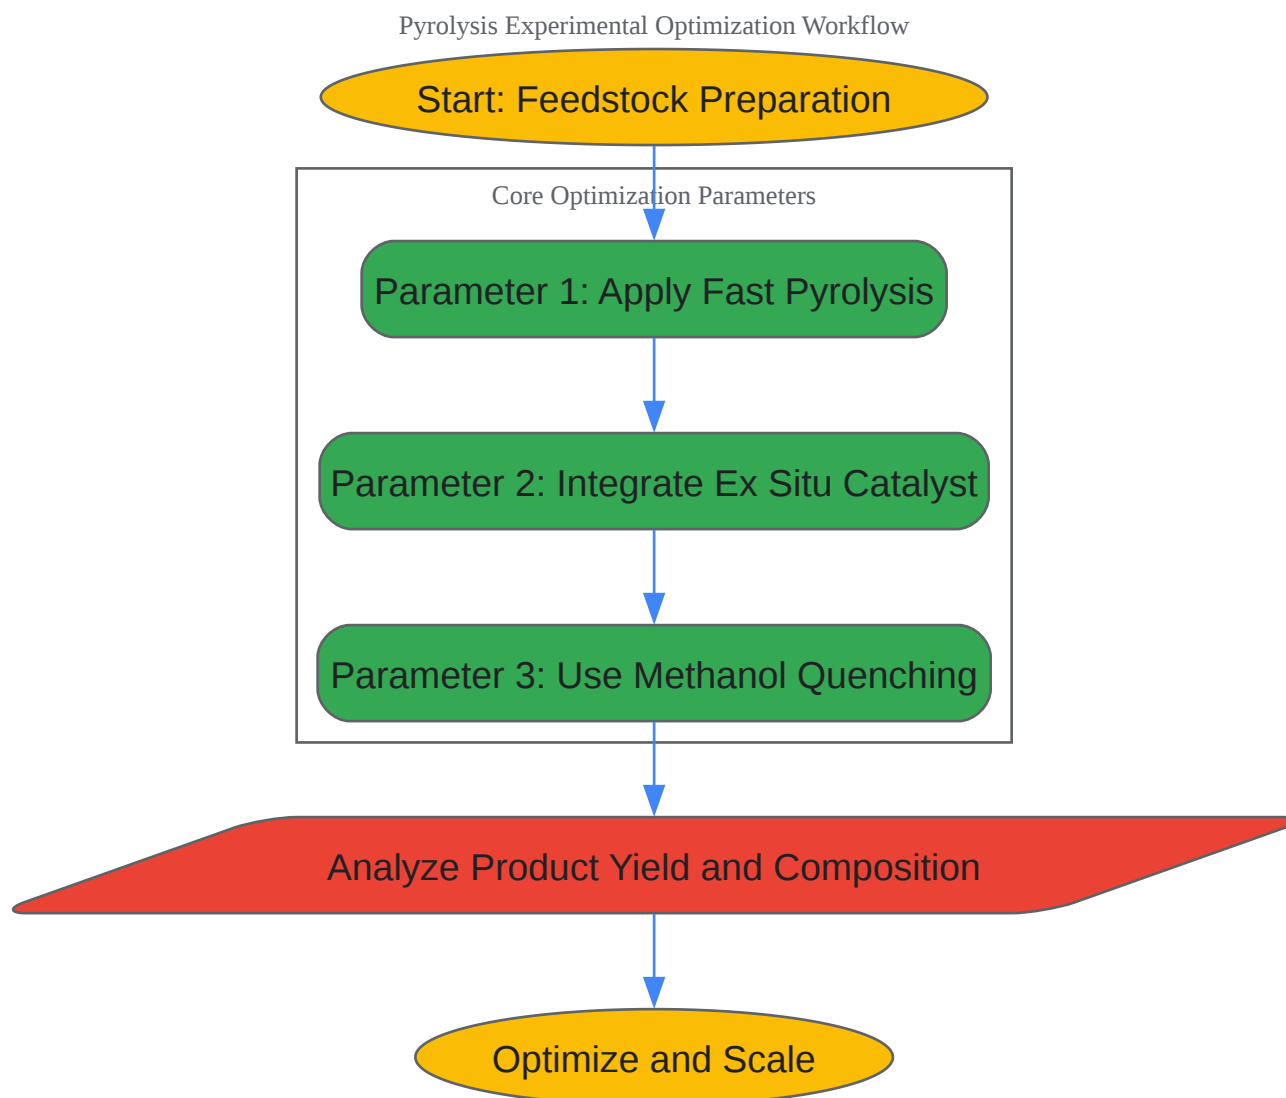 Pyrolysis Experimental Optimization Workflow
Start: Feedstock Preparation
Core Optimization Parameters
Parameter 1: Apply Fast Pyrolysis
Parameter 2: Integrate Ex Situ Catalyst
Parameter 3: Use Methanol Quenching
Analyze Product Yield and Composition
Optimize and Scale